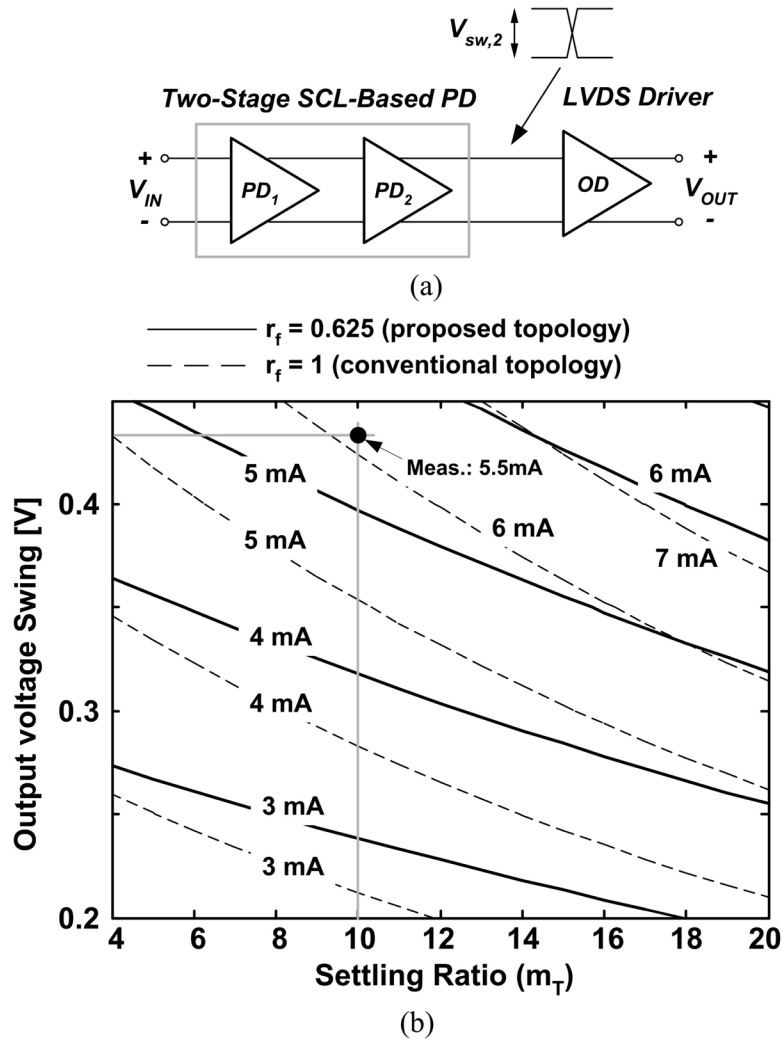 V_sw,2
Two-Stage SCL-Based PD
LVDS Driver
+
+
V_IN
PD_1
PD_2
OD
V_OUT
-
-
(a)
r_f = 0.625 (proposed topology)
r_f = 1 (conventional topology)
5 mA
Meas.: 5.5mA
6 mA
5 mA
6 mA
7 mA
4 mA
4 mA
3 mA
3 mA
0.4
0.3
0.2
Output voltage Swing [V]
4 6 8 10 12 14 16 18 20
Settling Ratio (m_T)
(b)